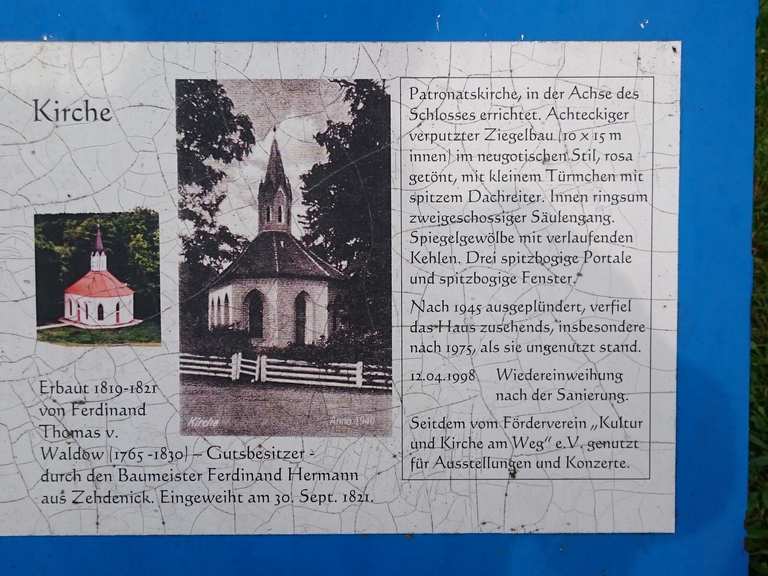 Kirche
Erbaut 1819-1821
von Ferdinand
Thomas v.
Waldow (1765 -1830) – Gutsbesitzer -
durch den Baumeister Ferdinand Hermann
aus Zehdenick. Eingeweiht am 30. Sept. 1821.
Kirche
Anno 1940
Patronatskirche, in der Achse des
Schlosses errichtet. Achteckiger
verputzter Ziegelbau (10 x 15 m
innen) im neugotischen Stil, rosa
getönt, mit kleinem Türmchen mit
spitzem Dachreiter. Innen ringsum
zweigeschossiger Säulengang.
Spiegelgewölbe mit verlaufenden
Kehlen. Drei spitzbogige Portale
und spitzbogige Fenster.
Nach 1945 ausgeplündert, verfiel
das Haus zusehends, insbesondere
nach 1975, als sie ungenutzt stand.
12.04.1998 Wiedereinweihung
nach der Sanierung.
Seitdem vom Förderverein „Kultur
und Kirche am Weg“ e.V. genutzt
für Ausstellungen und Konzerte.